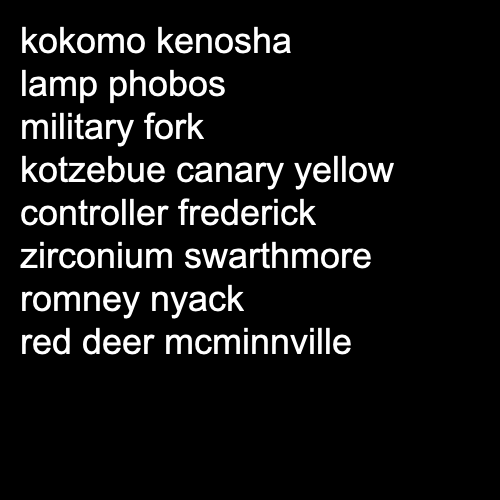 kokomo kenosha
lamp phobos
military fork
kotzebue canary yellow
controller frederick
zirconium swarthmore
romney nyack
red deer mcminnville